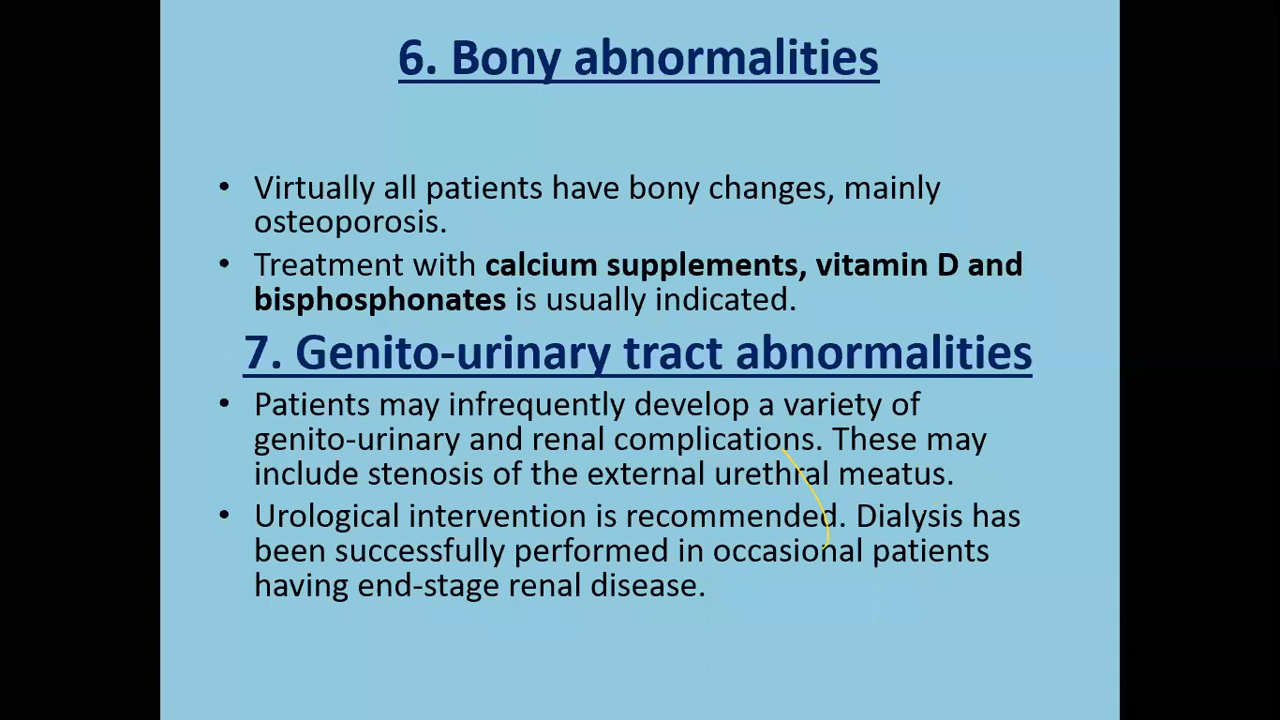 6. Bony abnormalities
• Virtually all patients have bony changes, mainly
osteoporosis.
• Treatment with calcium supplements, vitamin D and
bisphosphonates is usually indicated.
7. Genito-urinary tract abnormalities
• Patients may infrequently develop a variety of
genito-urinary and renal complications. These may
include stenosis of the external urethral meatus.
• Urological intervention is recommended. Dialysis has
been successfully performed in occasional patients
having end-stage renal disease.